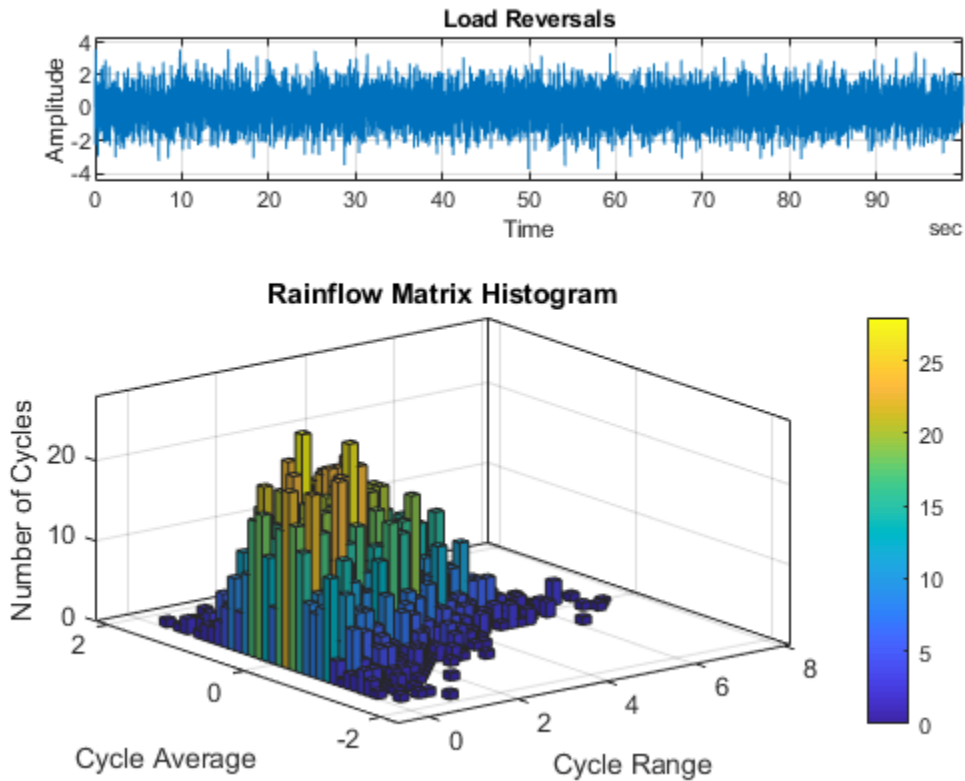 Load Reversals
4
2
0
-2
-4
Amplitude
0 10 20 30 40 50 60 70 80 90
Time
sec
Rainflow Matrix Histogram
20
10
0
Number of Cycles
2
0
-2
Cycle Average
0
2
4
6
8
Cycle Range
25
20
15
10
5
0